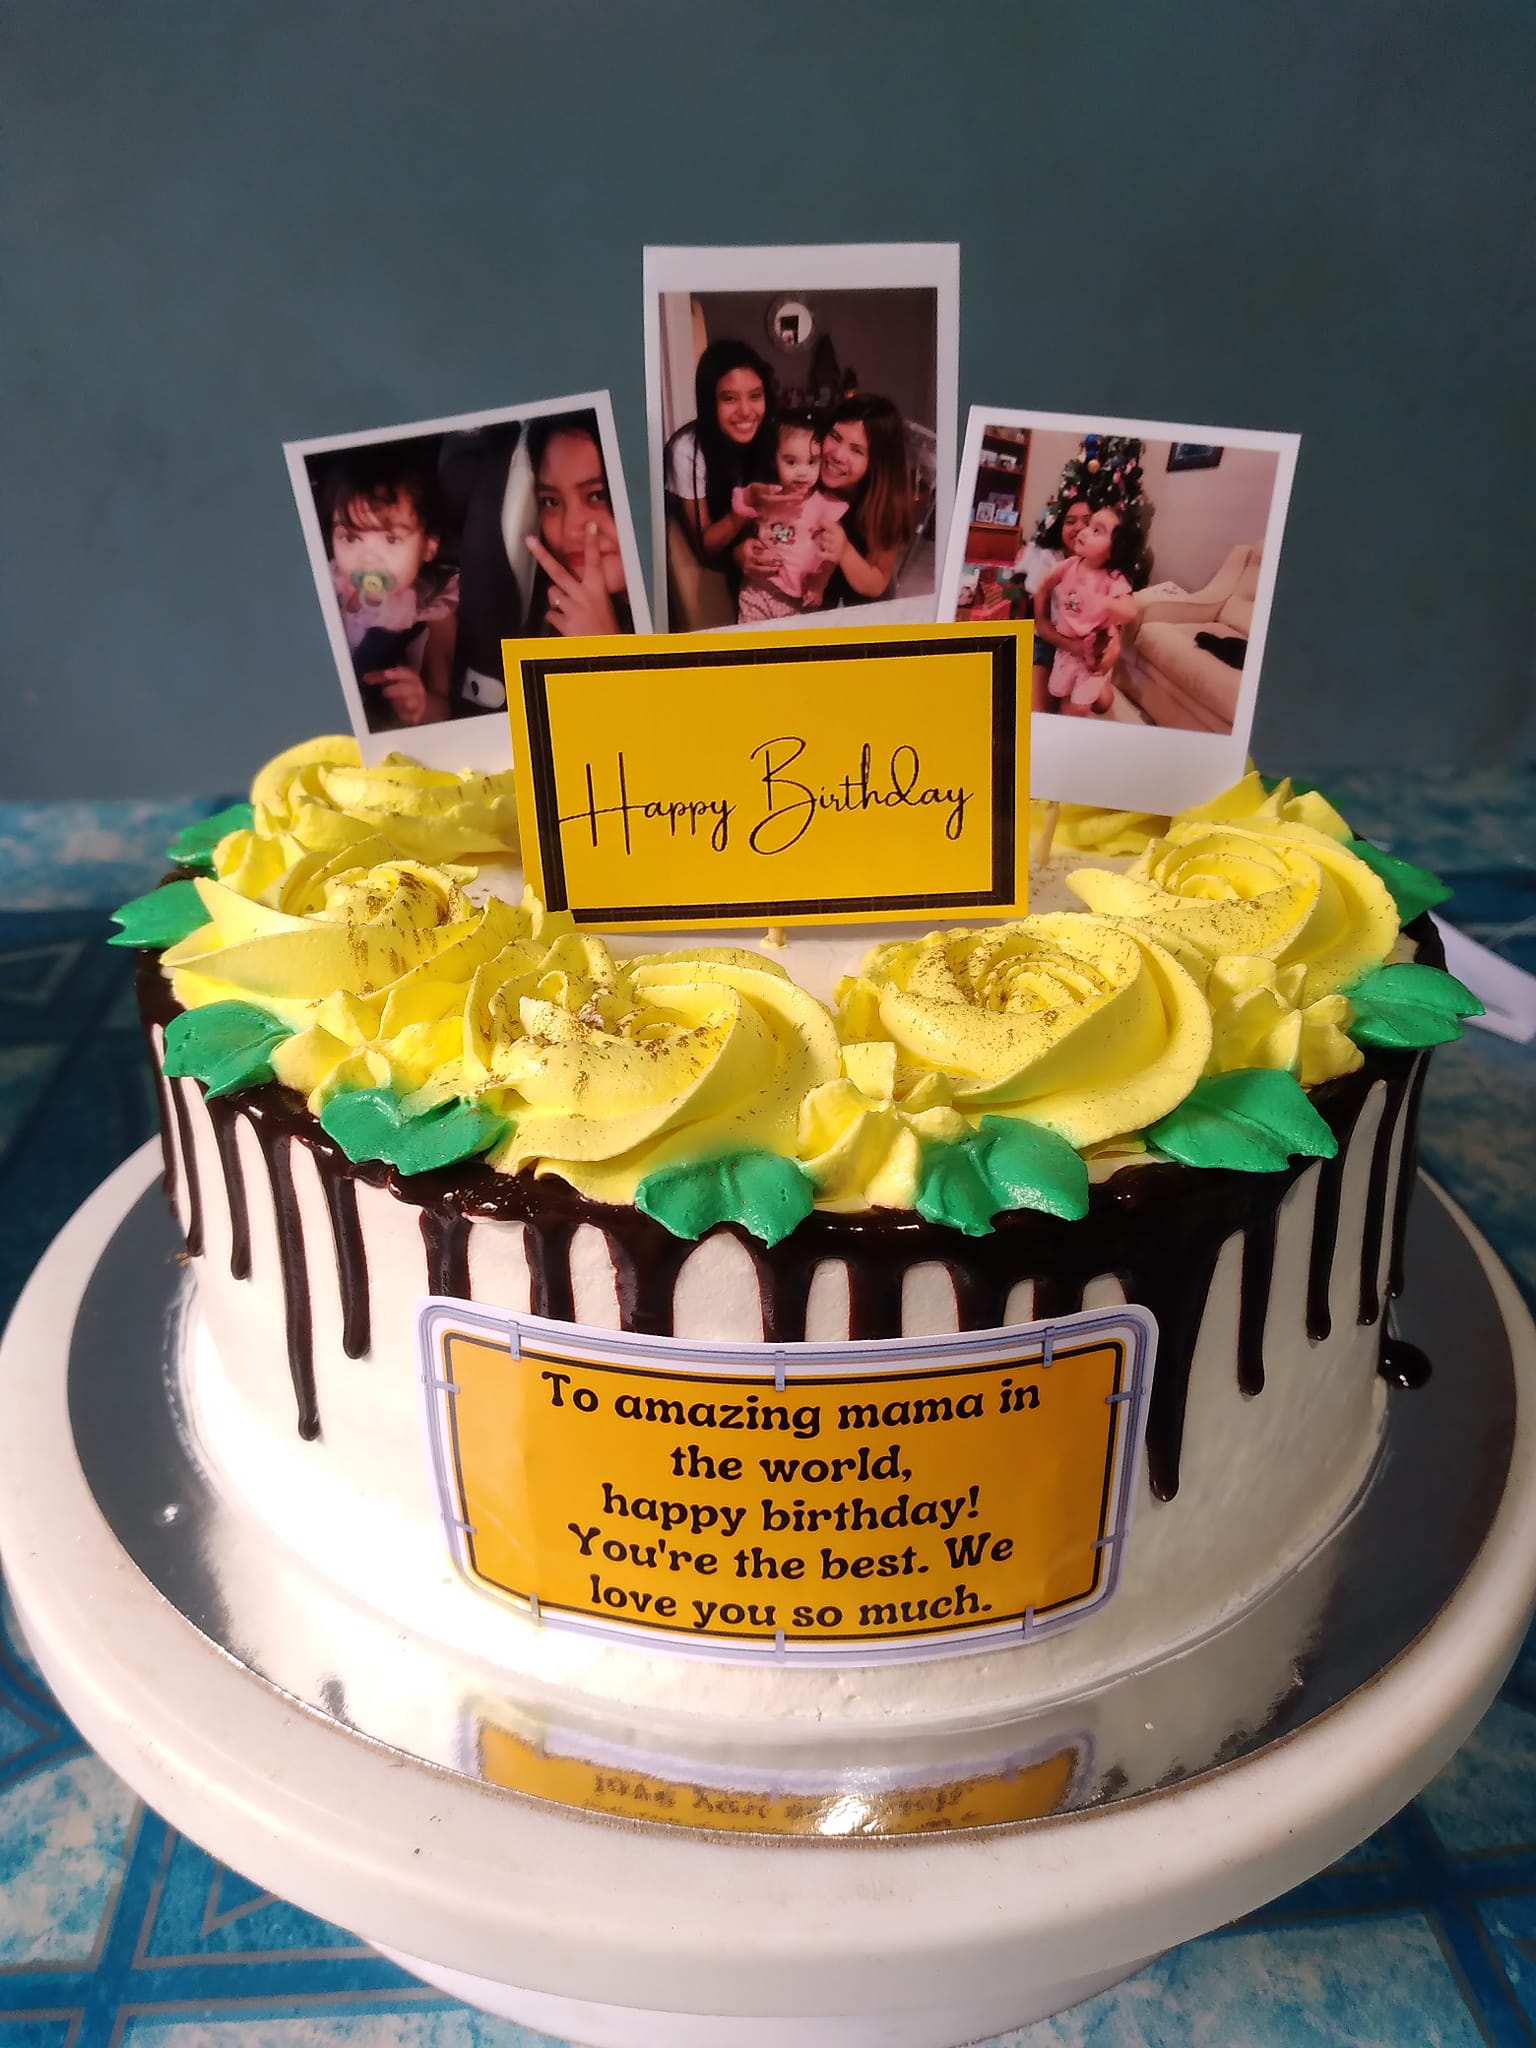 Happy Birthday
To amazing mama in
the world,
happy birthday!
You're the best. We
love you so much.